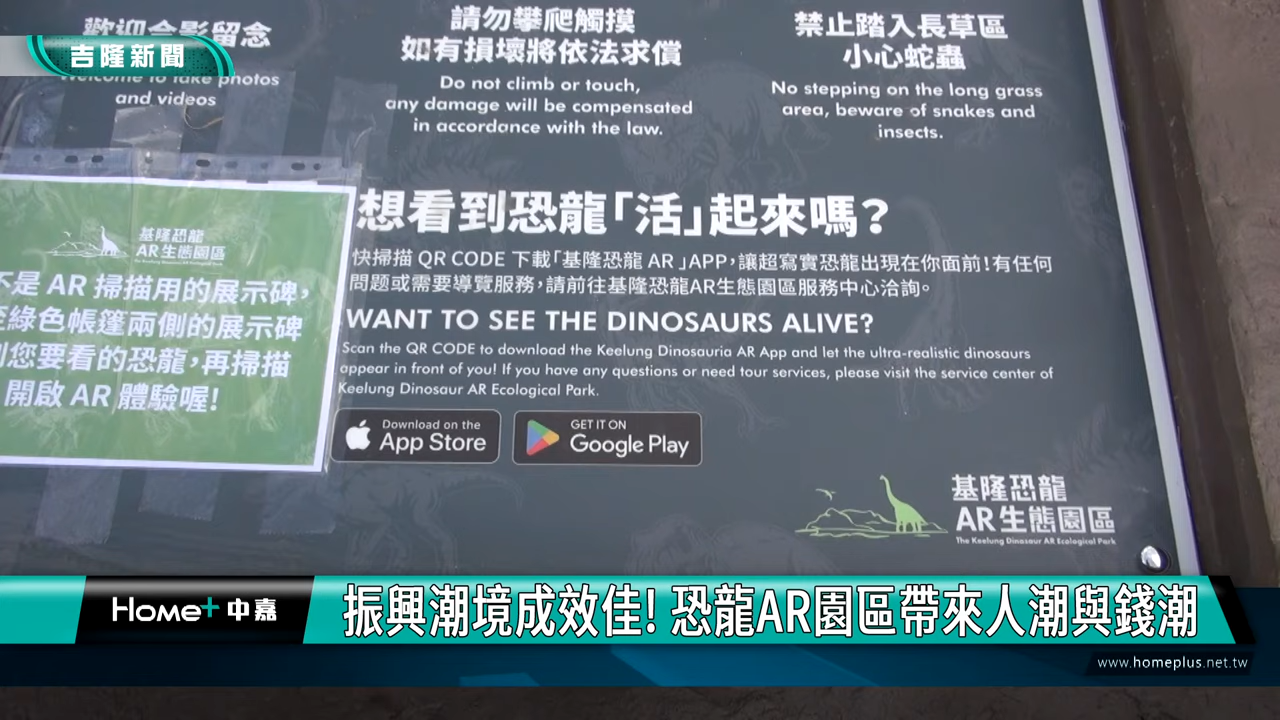 吉隆新聞
歡迎合影留念
Welcome to take photos
and videos
請勿攀爬觸摸
如有損壞將依法求償
Do not climb or touch,
any damage will be compensated
in accordance with the law.
禁止踏入長草區
小心蛇蟲
No stepping on the long grass
area, beware of snakes and
insects.
基隆恐龍
AR生態園區
The Keelung Dinosaur AR Ecological Park
不是 AR 掃描用的展示碑，
至綠色帳篷兩側的展示碑
到您要看的恐龍，再掃描
開啟 AR 體驗喔！
想看到恐龍「活」起來嗎？
快掃描 QR CODE 下載「基隆恐龍 AR」APP，讓超寫實恐龍出現在你面前！有任何
問題或需要導覽服務，請前往基隆恐龍AR生態園區服務中心洽詢。
WANT TO SEE THE DINOSAURS ALIVE?
Scan the QR CODE to download the Keelung Dinosauria AR App and let the ultra-realistic dinosaurs
appear in front of you! If you have any questions or need tour services, please visit the service center of
Keelung Dinosaur AR Ecological Park.
Download on the
App Store
GET IT ON
Google Play
基隆恐龍
AR生態園區
The Keelung Dinosaur AR Ecological Park
Home+ 中嘉
振興潮境成效佳！恐龍AR園區帶來人潮與錢潮
www.homeplus.net.tw